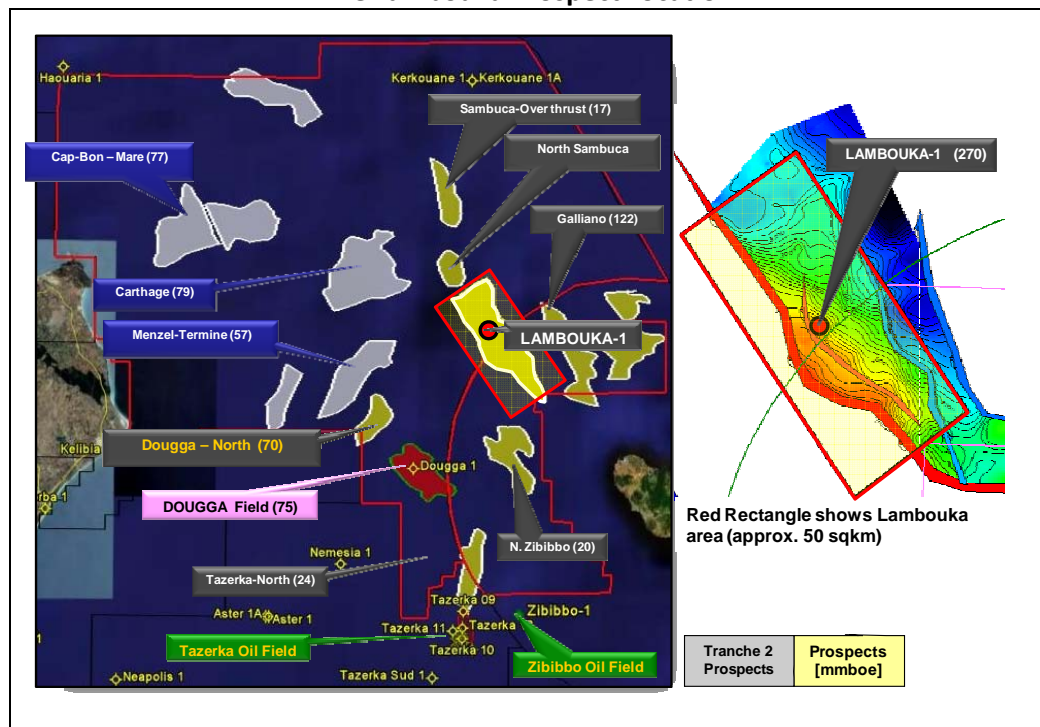 Haouaria 1
Kerkouane 1
Kerkouane 1A
Sambuca-Over thrust (17)
North Sambuca
Cap-Bon – Mare (77)
Galliano (122)
LAMBOUKA-1 (270)
Carthage (79)
Menzel-Termine (57)
LAMBOUKA-1
Dougga – North (70)
Kelibia
Dougga 1
DOUGGA Field (75)
rba 1
Red Rectangle shows Lambouka
area (approx. 50 sqkm)
N. Zibibbo (20)
Nemesia 1
Tazerka-North (24)
Tazerka 09
Aster 1A
Aster 1
Zibibbo-1
Tazerka 11
Tazerka
Tazerka 10
Tazerka Oil Field
Zibibbo Oil Field
Neapolis 1
Tazerka Sud 1
Tranche 2
Prospects
Prospects
[mmboe]